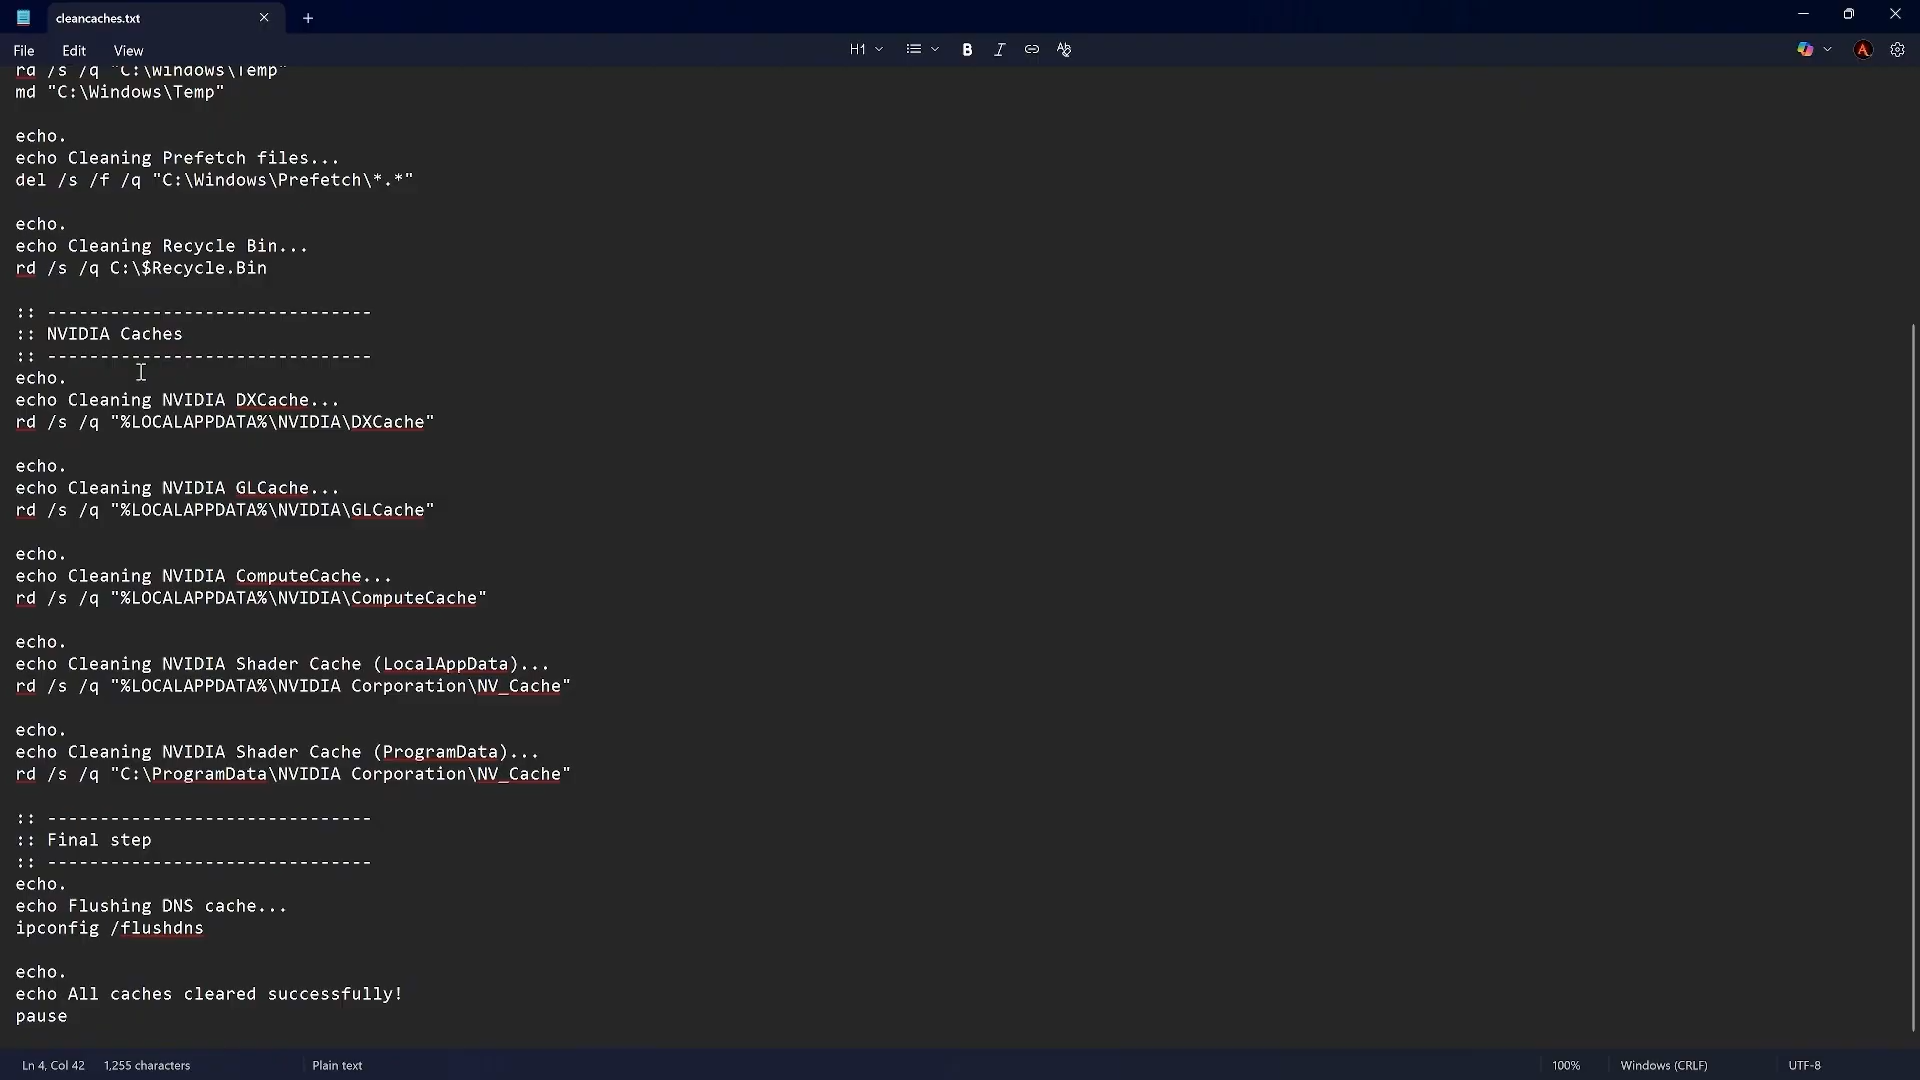 cleancaches.txt
File Edit View
H1
A
rd /s /q "C:\Windows\Temp"
md "C:\Windows\Temp"
echo.
echo Cleaning Prefetch files...
del /s /f /q "C:\Windows\Prefetch\*.*"
echo.
echo Cleaning Recycle Bin...
rd /s /q C:\$Recycle.Bin
:: -------------------------------
:: NVIDIA Caches
:: -------------------------------
echo.
echo Cleaning NVIDIA DXCache...
rd /s /q "%LOCALAPPDATA%\NVIDIA\DXCache"
echo.
echo Cleaning NVIDIA GLCache...
rd /s /q "%LOCALAPPDATA%\NVIDIA\GLCache"
echo.
echo Cleaning NVIDIA ComputeCache...
rd /s /q "%LOCALAPPDATA%\NVIDIA\ComputeCache"
echo.
echo Cleaning NVIDIA Shader Cache (LocalAppData)...
rd /s /q "%LOCALAPPDATA%\NVIDIA Corporation\NV_Cache"
echo.
echo Cleaning NVIDIA Shader Cache (ProgramData)...
rd /s /q "C:\ProgramData\NVIDIA Corporation\NV_Cache"
:: -------------------------------
:: Final step
:: -------------------------------
echo.
echo Flushing DNS cache...
ipconfig /flushdns
echo.
echo All caches cleared successfully!
pause
Ln 4, Col 42 1,255 characters Plain text 100% Windows (CRLF) UTF-8